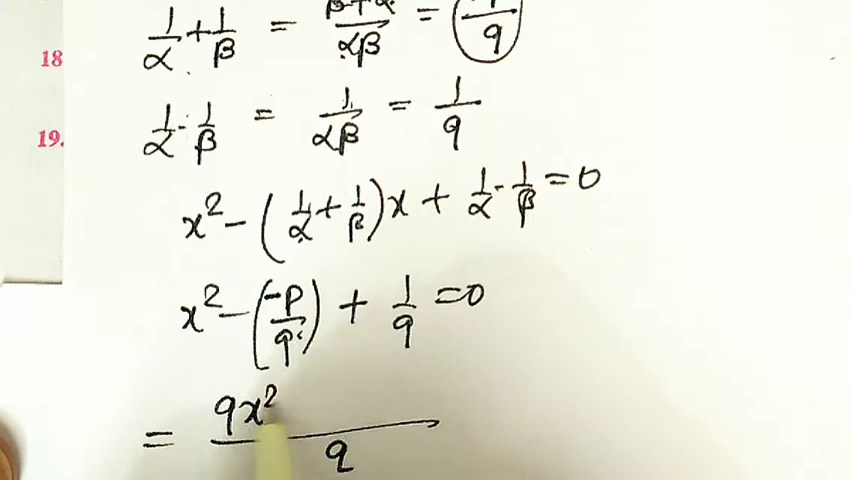 18
1/α + 1/β = β+α/αβ = /q
19.
1/α · 1/β = 1/αβ = 1/q
x² - (1/α + 1/β)x + 1/α · 1/β = 0
x² - (-p/q) + 1/q = 0
= qx² / q